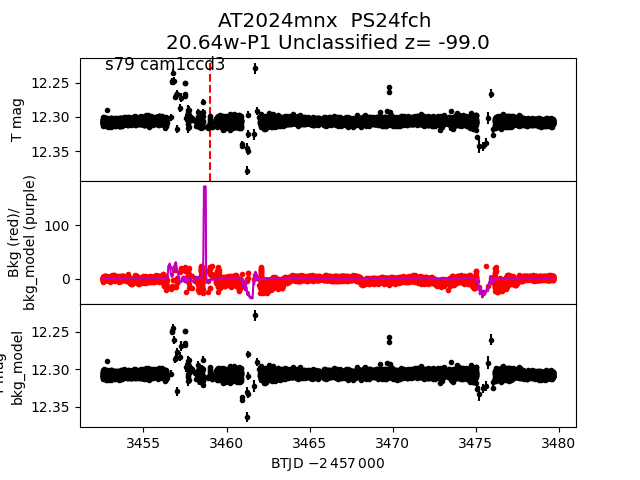 AT2024mnx  PS24fch
20.64w-P1 Unclassified z= -99.0
s79 cam1ccd3
T mag
12.25
12.30
12.35
Bkg (red)/
bkg_model (purple)
100
0
bkg_model
12.25
12.30
12.35
3455
3460
3465
3470
3475
3480
BTJD −2 457 000